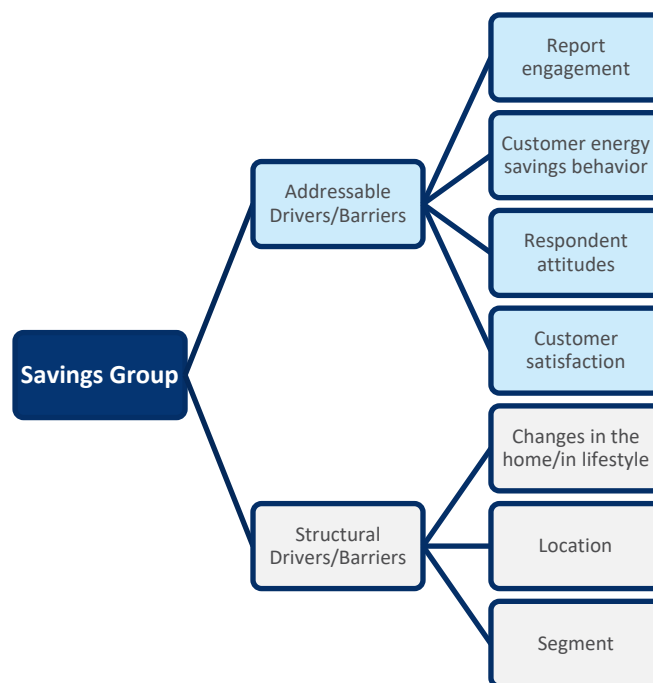 Report
engagement
Customer energy
savings behavior
Addressable
Drivers/Barriers
Respondent
attitudes
Customer
satisfaction
Savings Group
Changes in the
home/in lifestyle
Structural
Drivers/Barriers
Location
Segment